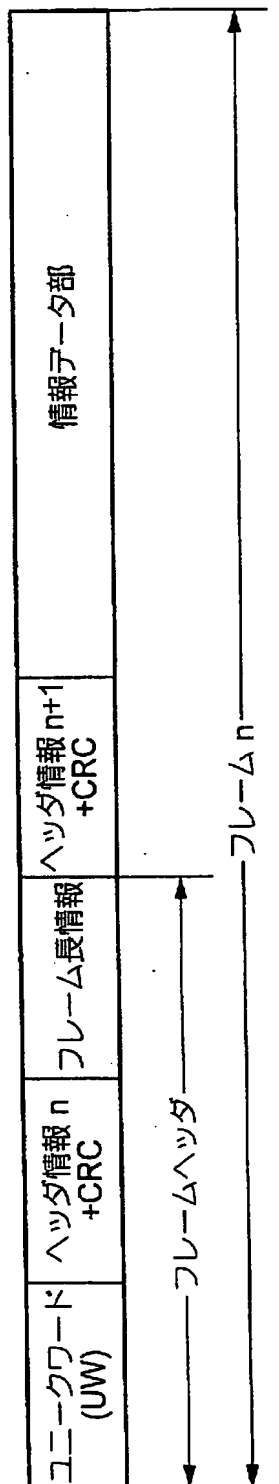 ユニークワード
(UW)
ヘッダ情報 n
+CRC
フレーム長情報
ヘッダ情報 n+1
+CRC
情報データ部
フレームヘッダ
フレーム n